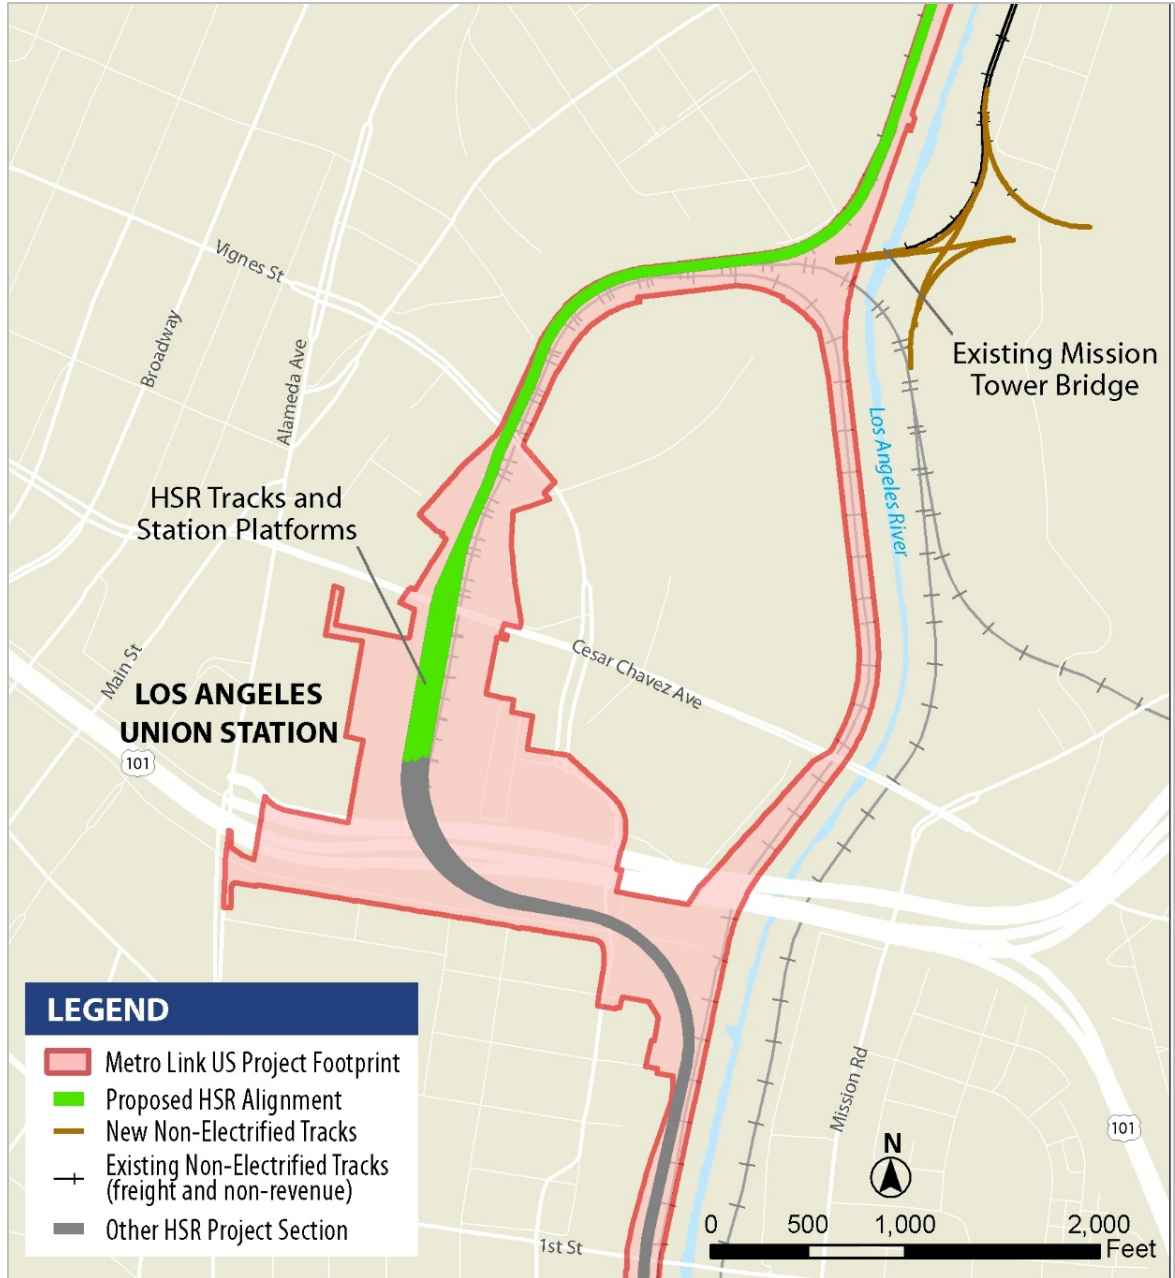 Vignes St
Broadway
Alameda Ave
Existing Mission
Tower Bridge
Los Angeles River
HSR Tracks and
Station Platforms
Cesar Chavez Ave
Main St
LOS ANGELES
UNION STATION
101
LEGEND
Metro Link US Project Footprint
Proposed HSR Alignment
New Non-Electrified Tracks
Existing Non-Electrified Tracks
(freight and non-revenue)
Other HSR Project Section
Mission Rd
101
N
0 500 1,000 2,000
Feet
1st St